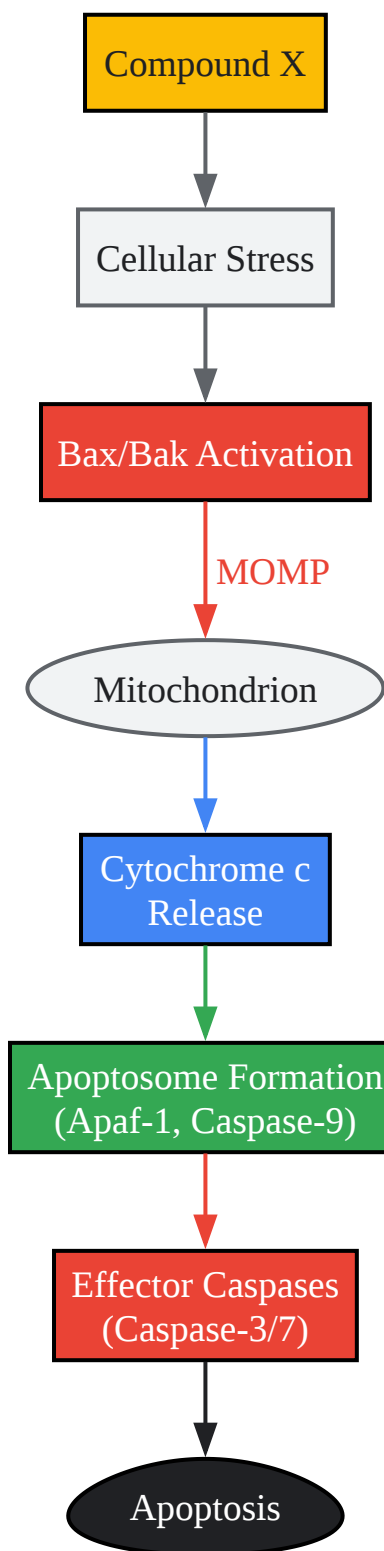 Compound X
Cellular Stress
Bax/Bak Activation
MOMP
Mitochondrion
Cytochrome c
Release
Apoptosome Formation
(Apaf-1, Caspase-9)
Effector Caspases
(Caspase-3/7)
Apoptosis